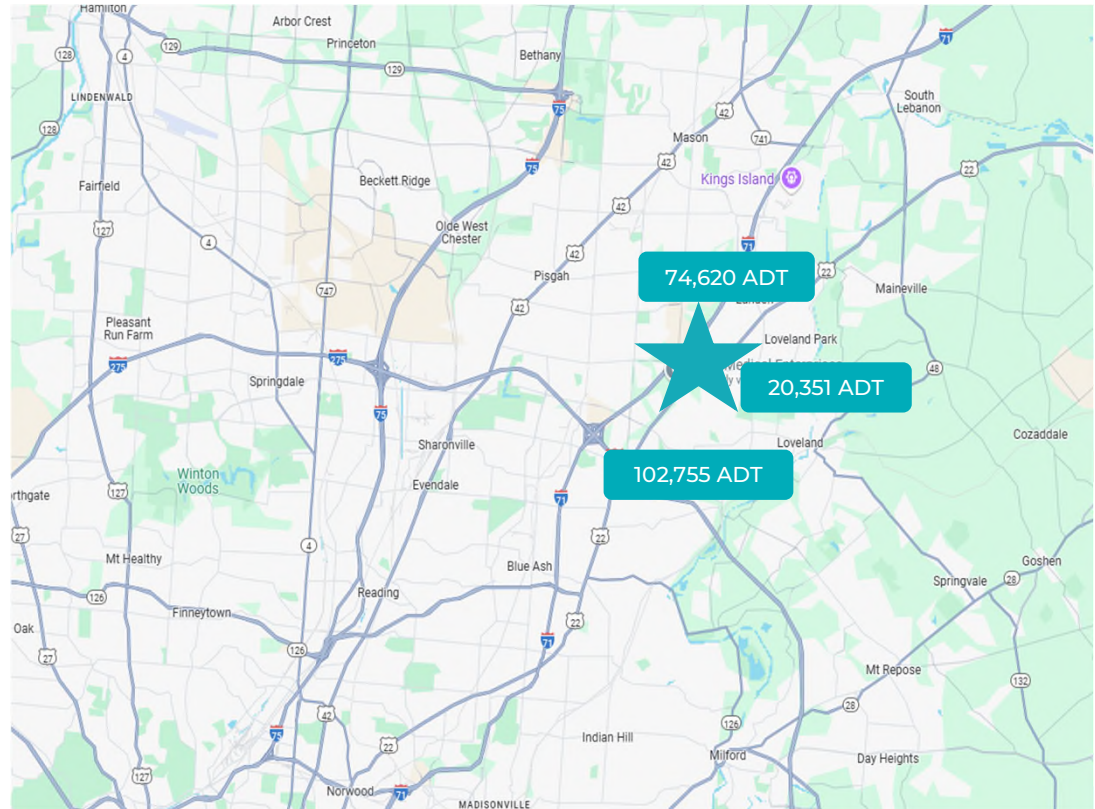 Hamilton
Arbor Crest
129
Princeton
71
128
4
Bethany
129
LINDENWALD
75
South
Lebanon
42
128
Mason
741
75
42
22
Kings Island
Fairfield
Beckett Ridge
42
127
Olde West
Chester
4
71
42
Pisgah
22
74,620 ADT
747
Maineville
42
Pleasant
Run Farm
Loveland Park
275
275
48
Springdale
20,351 ADT
75
Cozaddale
Sharonville
Loveland
Winton
Woods
102,755 ADT
Evendale
127
71
27
22
4
Mt Healthy
Blue Ash
Goshen
Springvale
28
126
Reading
Finneytown
22
Oak
71
126
27
Mt Repose
132
28
42
126
75
Indian Hill
22
Milford
Day Heights
127
Norwood
71
MADISONVILLE